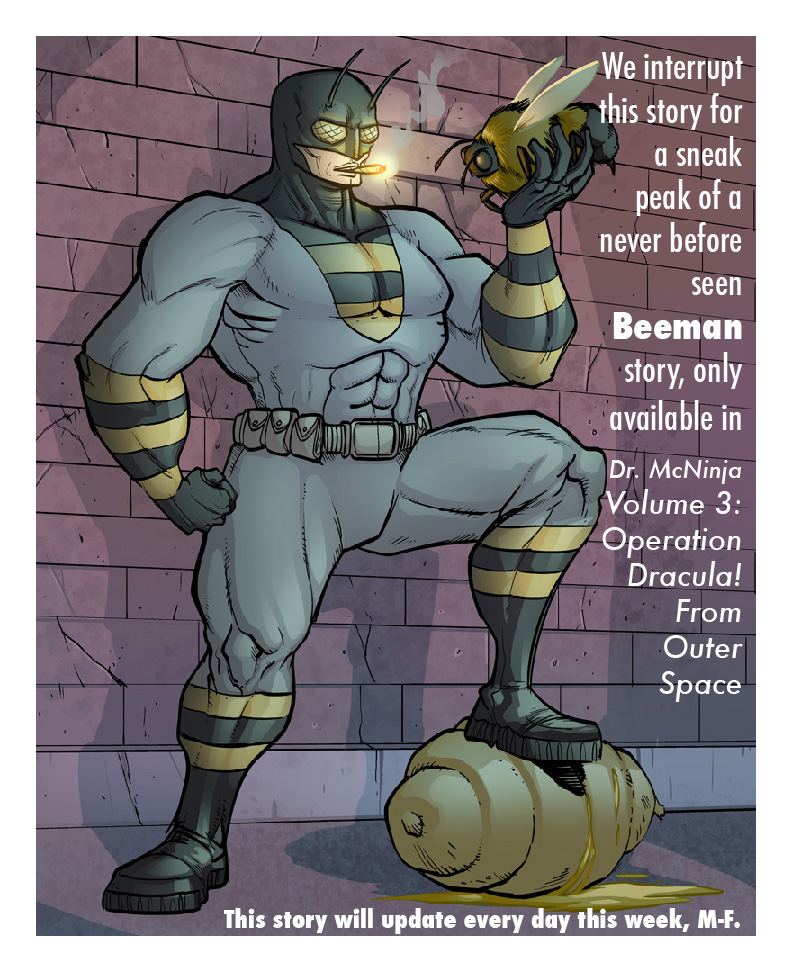 We interrupt
this story for
a sneak
peak of a
never before
seen
Beeman
story, only
available in
Dr. McNinja
Volume 3:
Operation
Dracula!
From
Outer
Space
This story will update every day this week, M-F.